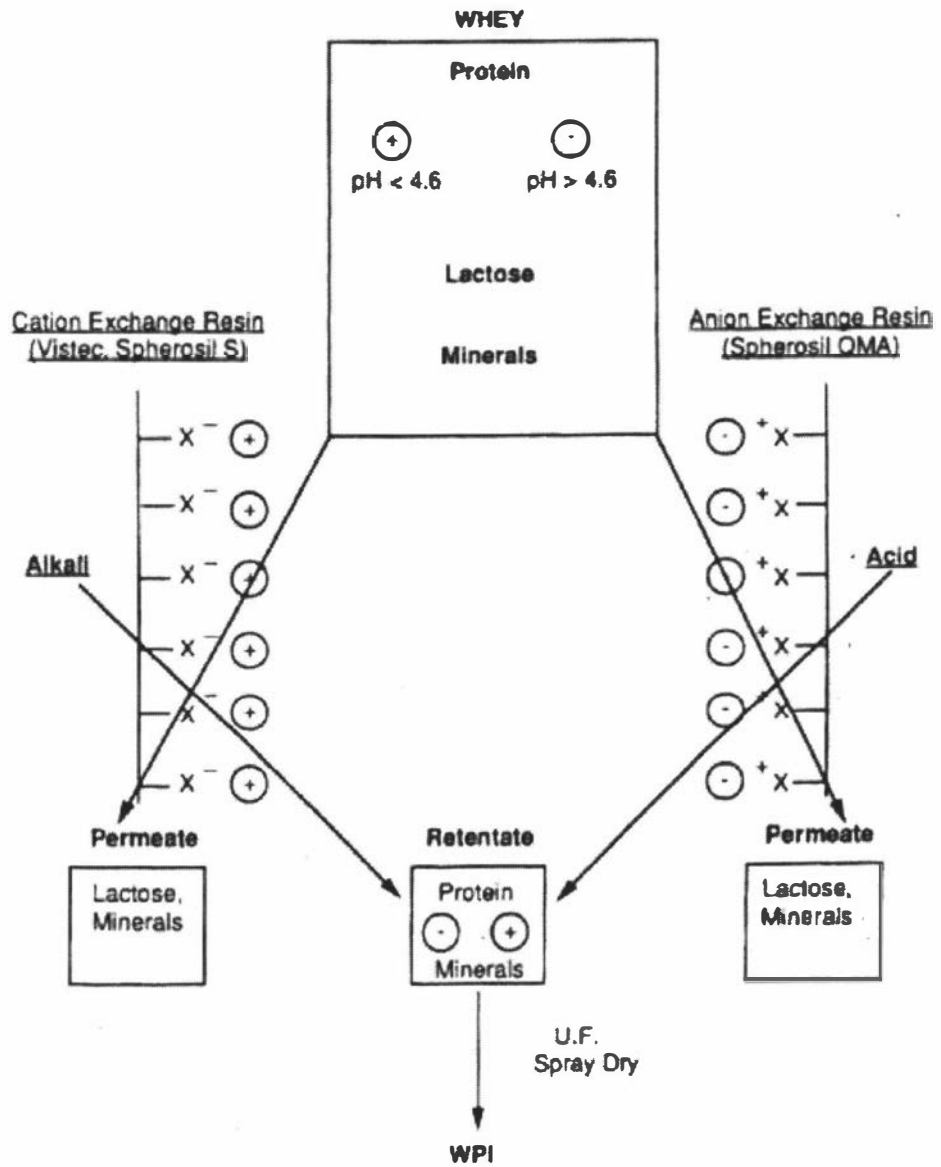 WHEY
Protein
+ -
pH < 4.6 pH > 4.6
Lactose
Minerals
Cation Exchange Resin
(Vistec, Spherosil S)
Anion Exchange Resin
(Spherosil QMA)
X - +
- + X
X - +
- + X
Alkali
X - +
- + X
Acid
X - +
- + X
X - +
- + X
X - +
- + X
Permeate
Lactose,
Minerals
Retentate
Protein
- +
Minerals
Permeate
Lactose,
Minerals
U.F.
Spray Dry
WPI